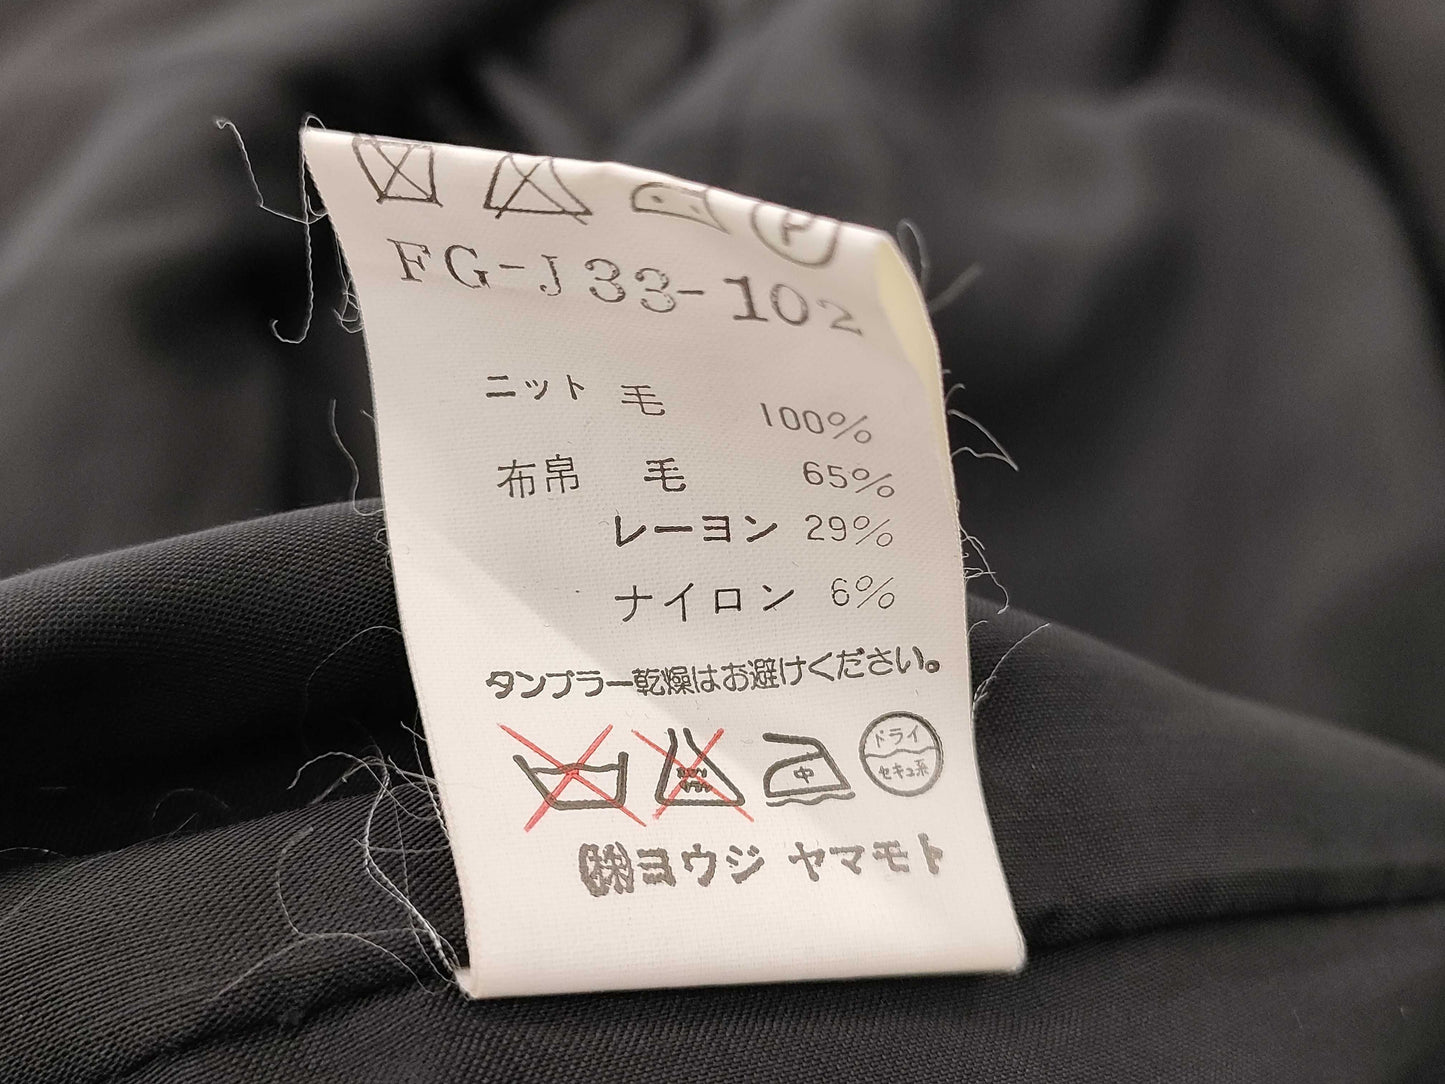 P
FG-J33-102
ニット 毛 100%
布帛 毛 65%
レーヨン 29%
ナイロン 6%
タンブラー乾燥はお避けください。
中 ドライ
セキュ系
㈱ヨウジ ヤマモト